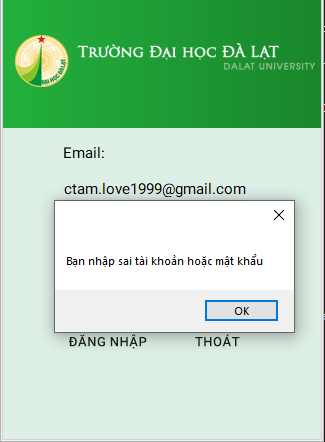 TRƯỜNG ĐẠI HỌC ĐÀ LẠT
DALAT UNIVERSITY
Email:
ctam.love1999@gmail.com
Bạn nhập sai tài khoản hoặc mật khẩu
OK
ĐĂNG NHẬP THOÁT